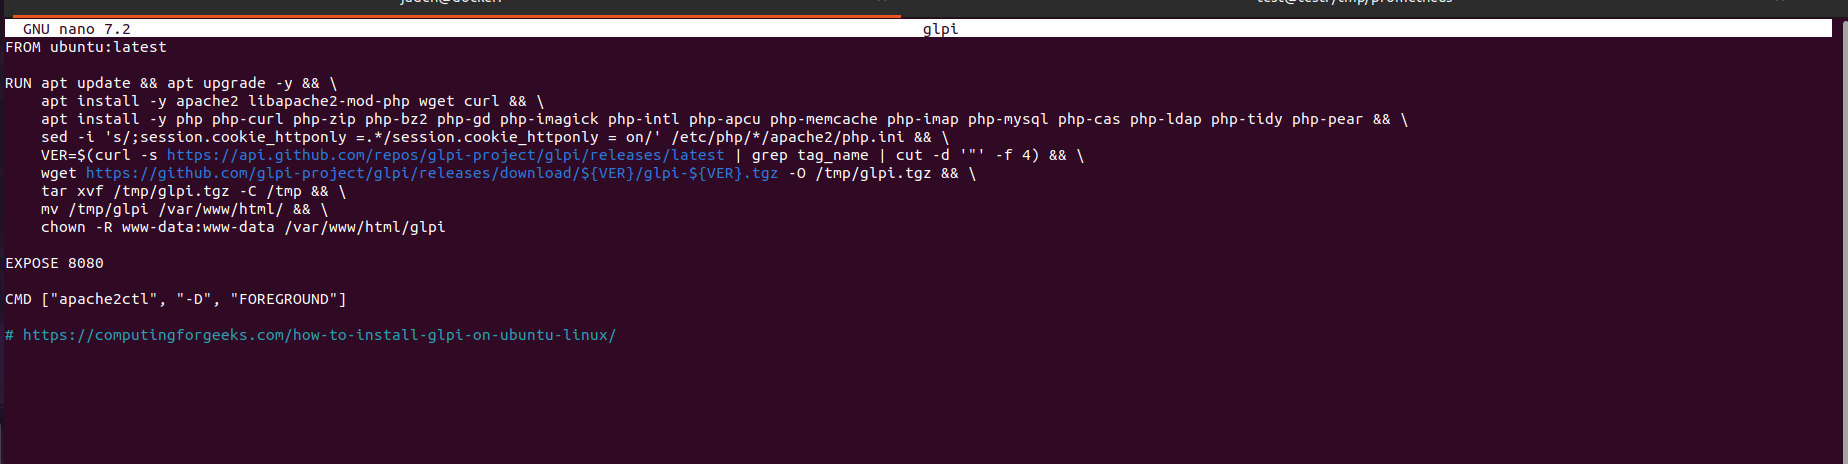 GNU nano 7.2 glpi
FROM ubuntu:latest
RUN apt update && apt upgrade -y && \
    apt install -y apache2 libapache2-mod-php wget curl && \
    apt install -y php php-curl php-zip php-bz2 php-gd php-imagick php-intl php-apcu php-memcache php-imap php-mysql php-cas php-ldap php-tidy php-pear && \
    sed -i 's/;session.cookie_httponly =.*/session.cookie_httponly = on/' /etc/php/*/apache2/php.ini && \
    VER=$(curl -s https://api.github.com/repos/glpi-project/glpi/releases/latest | grep tag_name | cut -d '"' -f 4) && \
    wget https://github.com/glpi-project/glpi/releases/download/${VER}/glpi-${VER}.tgz -O /tmp/glpi.tgz && \
    tar xvf /tmp/glpi.tgz -C /tmp && \
    mv /tmp/glpi /var/www/html/ && \
    chown -R www-data:www-data /var/www/html/glpi
EXPOSE 8080
CMD ["apache2ctl", "-D", "FOREGROUND"]
# https://computingforgeeks.com/how-to-install-glpi-on-ubuntu-linux/